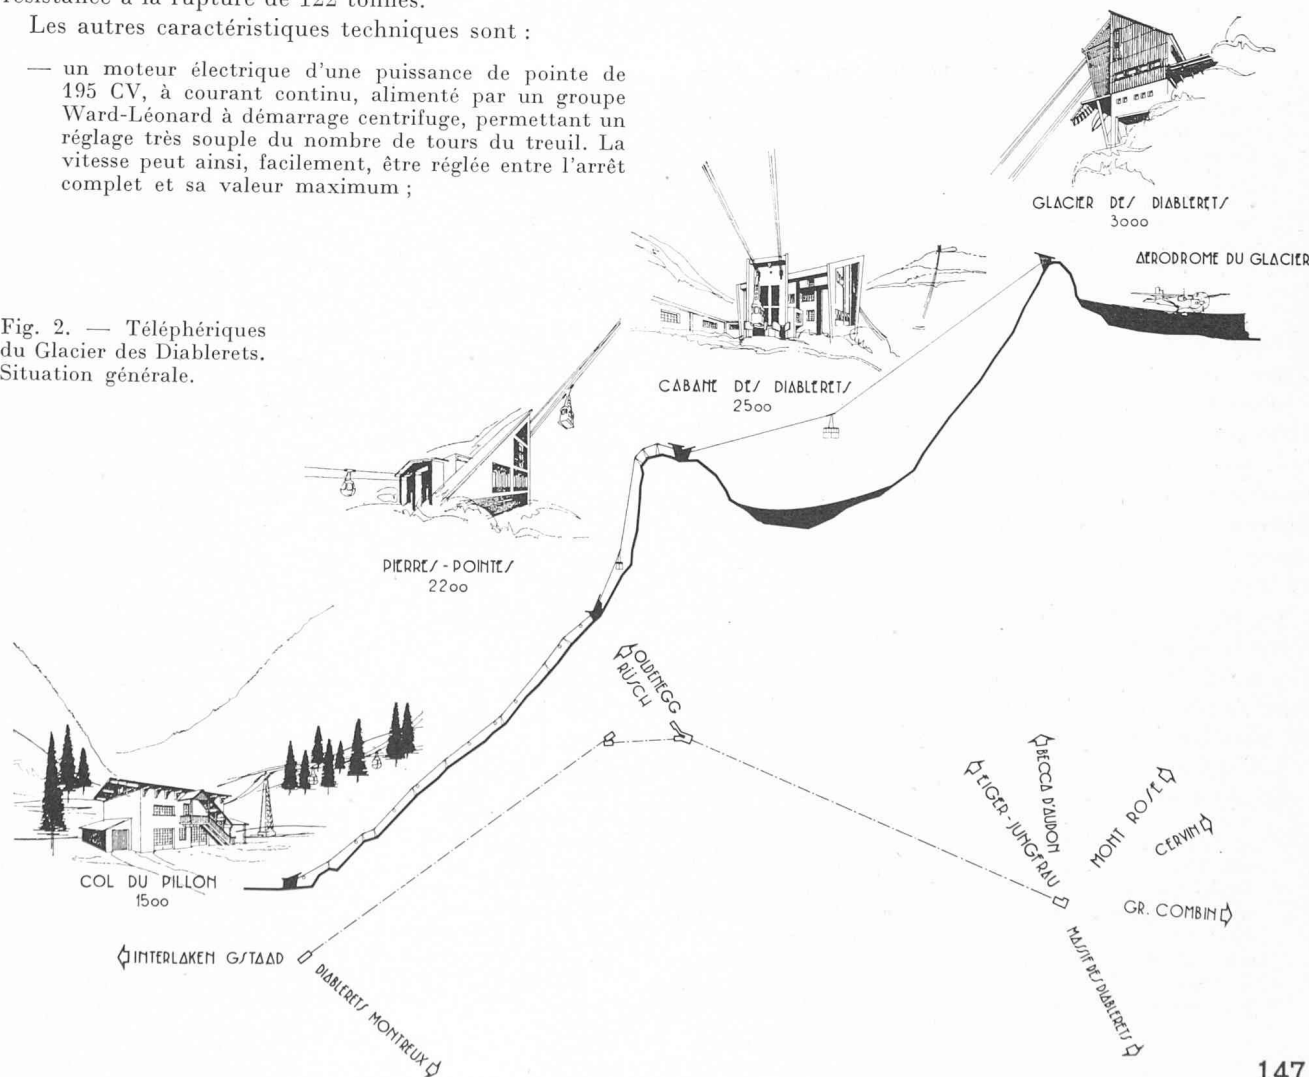 résistance à la rupture de 122 tonnes.
Les autres caractéristiques techniques sont :
— un moteur électrique d'une puissance de pointe de
195 CV, à courant continu, alimenté par un groupe
Ward-Léonard à démarrage centrifuge, permettant un
réglage très souple du nombre de tours du treuil. La
vitesse peut ainsi, facilement, être réglée entre l'arrêt
complet et sa valeur maximum ;
GLACIER DES DIABLERETS
3000
AÉRODROME DU GLACIER
Fig. 2. — Téléphériques
du Glacier des Diablerets.
Situation générale.
CABANE DES DIABLERETS
2500
PIERRES - POINTES
2200
COL DU PILLON
1500
OLDENEGG
RÜSCH
INTERLAKEN GSTAAD
DIABLERETS MONTREUX
EIGER - JUNGFRAU
BECCA D'AUDON
MONT ROSE
CERVIN
GR. COMBIN
MASSIF DES DIABLERETS
147